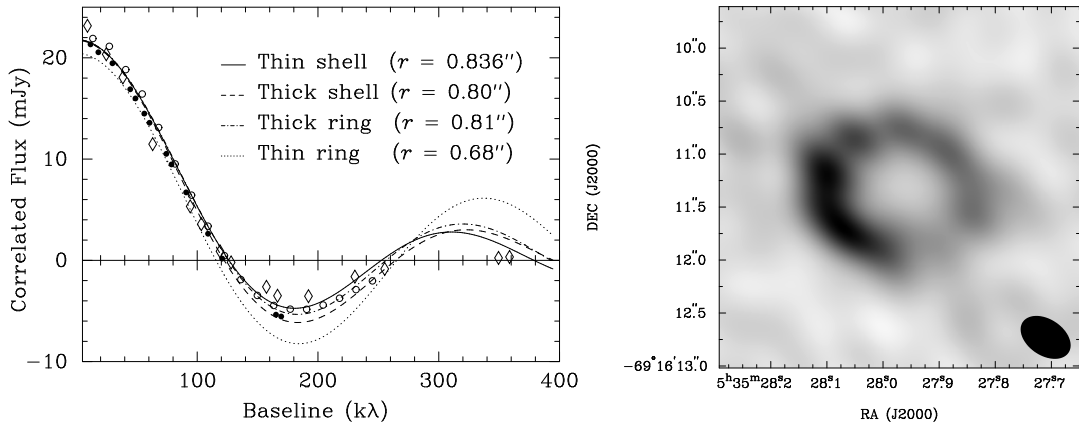 Correlated Flux (mJy)
20
10
0
−10
Thin shell (r = 0.836")
Thick shell (r = 0.80")
Thick ring (r = 0.81")
Thin ring (r = 0.68")
100
200
300
400
Baseline (kλ)
DEC (J2000)
10".0
10".5
11".0
11".5
12".0
12".5
−69°16'13".0
5h35m28s.2
28s.1
28s.0
27s.9
27s.8
27s.7
RA (J2000)